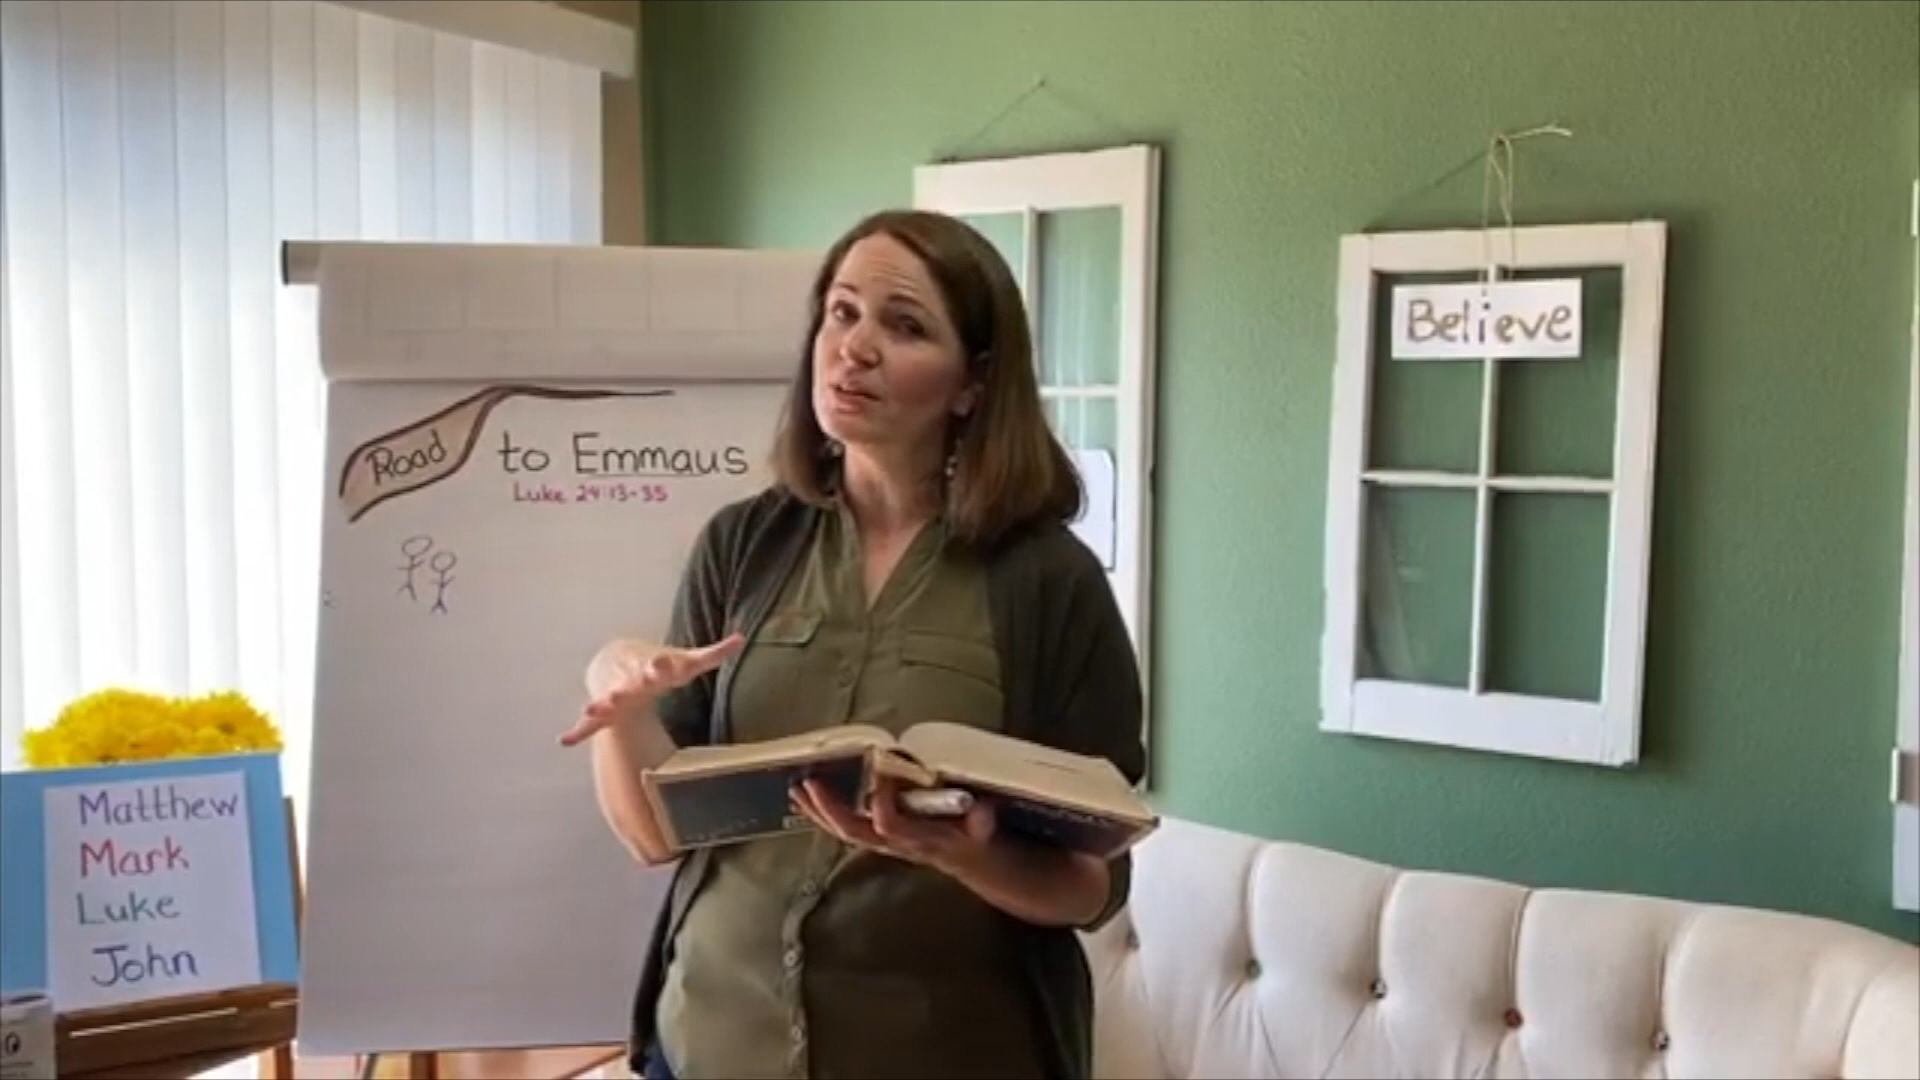 Road to Emmaus
Luke 24:13-35
Believe
Matthew
Mark
Luke
John